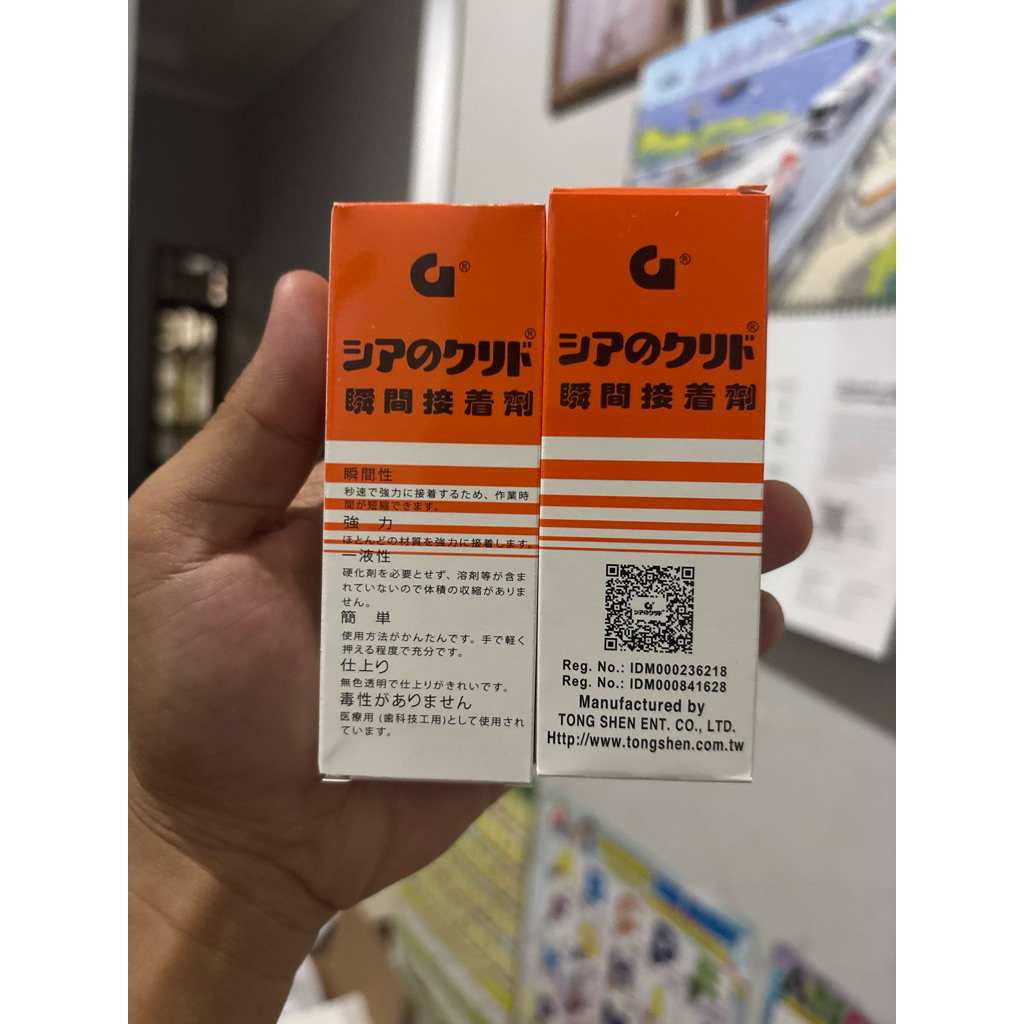 ®
シアのクリド®
瞬間接着剤
瞬間性
秒速で強力に接着するため、作業時
間が短縮できます。
強 力
ほとんどの材質を強力に接着します。
一液性
硬化剤を必要とせず、溶剤等が含ま
れていないので体積の収縮がありま
せん。
簡 単
使用方法がかんたんです。手で軽く
押える程度で充分です。
仕上り
無色透明で仕上りがきれいです。
毒性がありません
医療用(歯科技工用)として使用され
ています。
®
シアのクリド®
瞬間接着剤
シアのクリド
Reg. No.: IDM000236218
Reg. No.: IDM000841628
Manufactured by
TONG SHEN ENT. CO., LTD.
Http://www.tongshen.com.tw